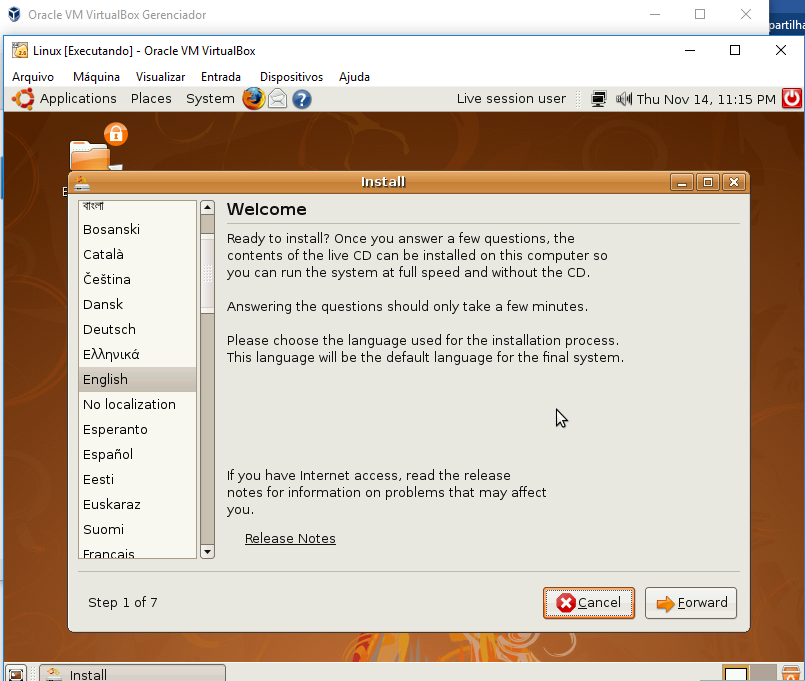 Oracle VM VirtualBox Gerenciador
partilha
Linux [Executando] - Oracle VM VirtualBox
Arquivo Máquina Visualizar Entrada Dispositivos Ajuda
Applications Places System Live session user Thu Nov 14, 11:15 PM
Install
বাংলা
Bosanski
Català
Čeština
Dansk
Deutsch
Ελληνικά
English
No localization
Esperanto
Español
Eesti
Euskaraz
Suomi
Français
Welcome
Ready to install? Once you answer a few questions, the
contents of the live CD can be installed on this computer so
you can run the system at full speed and without the CD.
Answering the questions should only take a few minutes.
Please choose the language used for the installation process.
This language will be the default language for the final system.
If you have Internet access, read the release
notes for information on problems that may affect
you.
Release Notes
Step 1 of 7
Cancel
Forward
Install